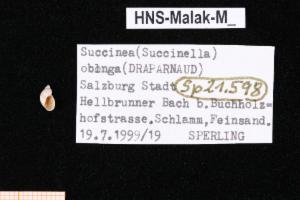 HNS-Malak-M_
Succinea(Succinella)
oblnga(DRAPARNAUD)
Salzburg Stadt Sp21.598
Hellbrunner Bach b.Buchholz=
hofstrasse.Schlamm,Feinsand.
19.7.1999/19 SPERLING